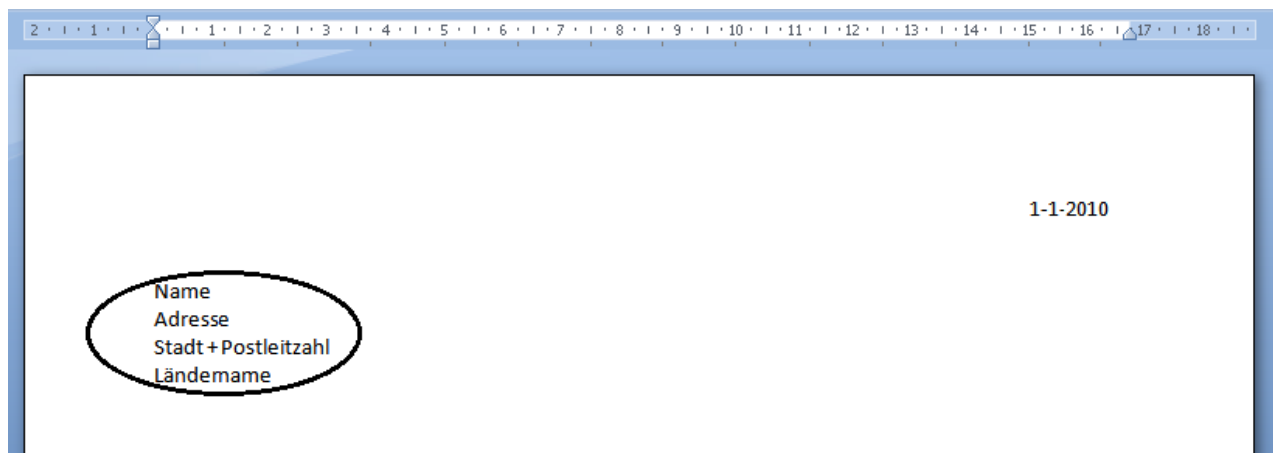 2 1 1 2 3 4 5 6 7 8 9 10 11 12 13 14 15 16 17 18
1-1-2010
Name
Adresse
Stadt + Postleitzahl
Ländername